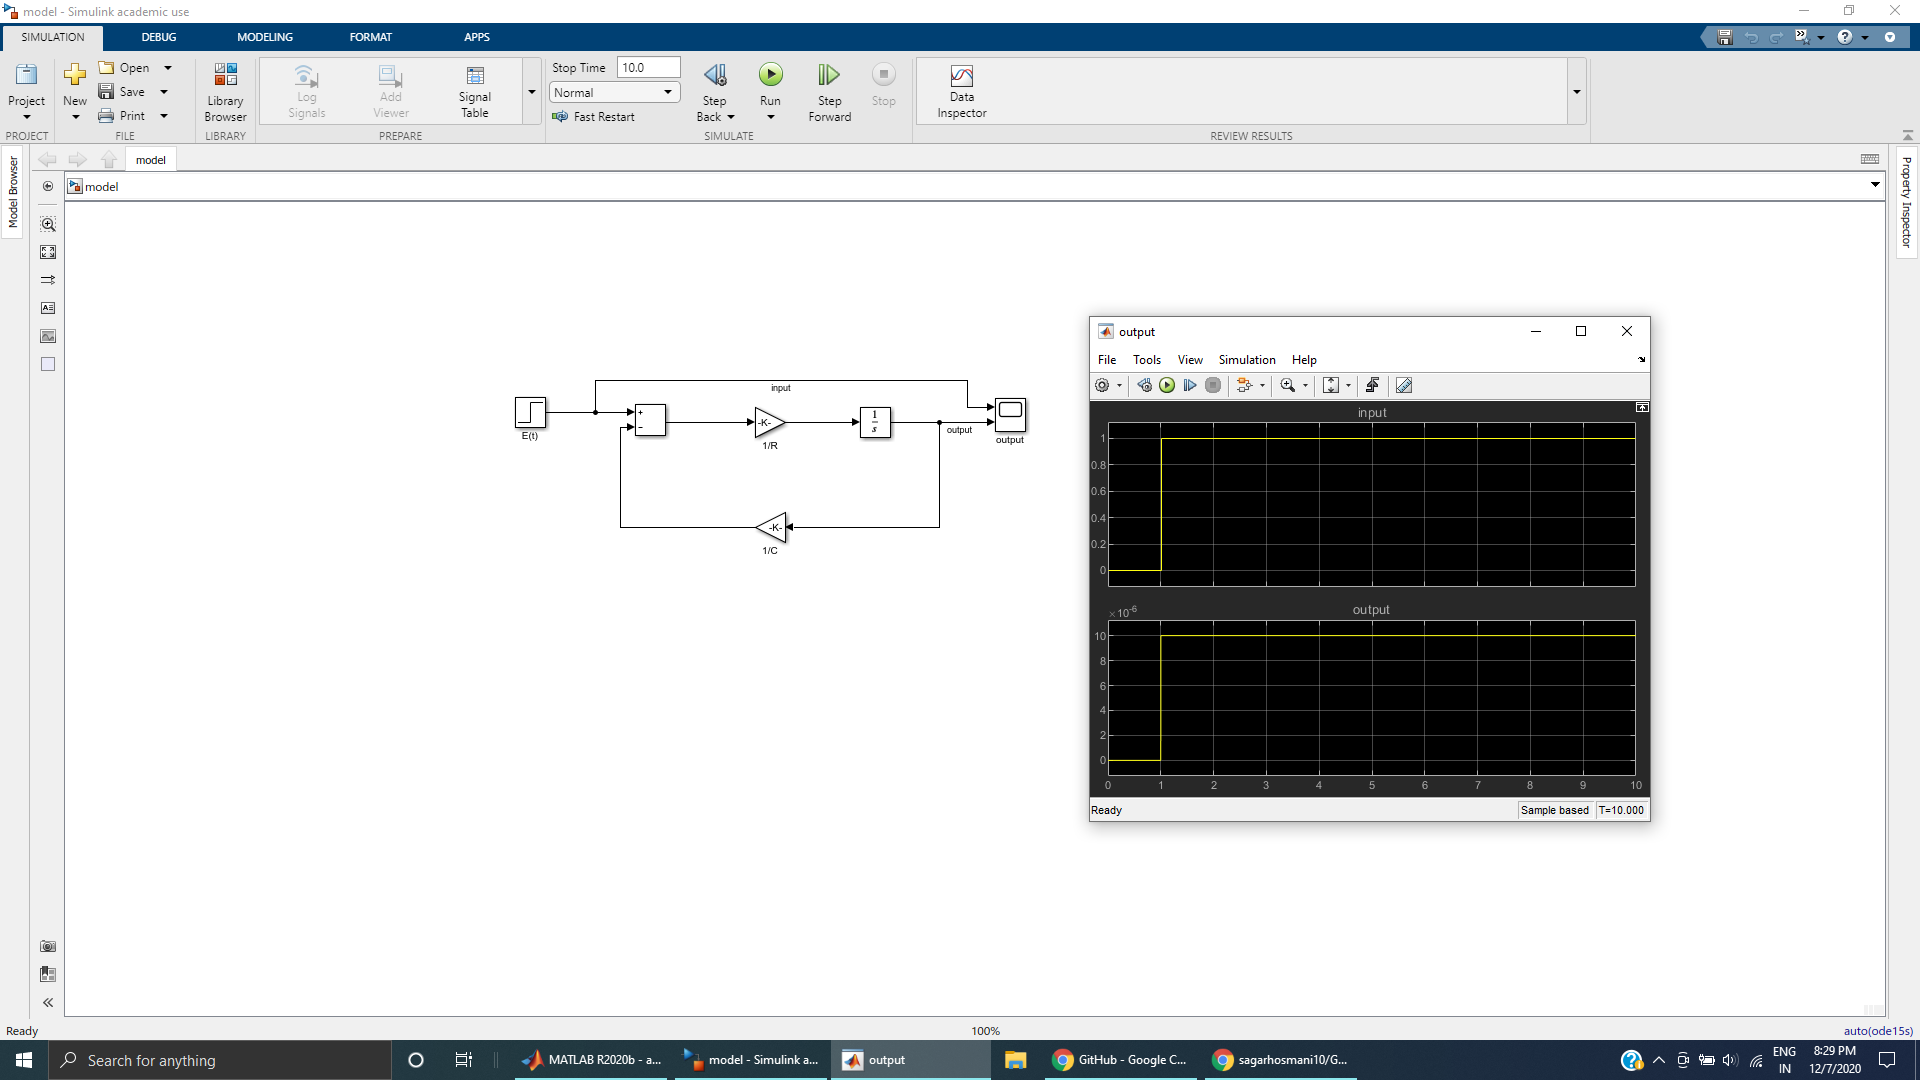 model - Simulink academic use
SIMULATION DEBUG MODELING FORMAT APPS
Project
New
Open
Save
Print
Library
Browser
Log
Signals
Add
Viewer
Signal
Table
Stop Time 10.0
Normal
Fast Restart
Step
Back
Run
Step
Forward
Stop
Data
Inspector
PROJECT FILE LIBRARY PREPARE SIMULATE REVIEW RESULTS
Model Browser
model
model
Property Inspector
E(t)
input
+
−
-K-
1/R
1
s
output
output
-K-
1/C
output
File Tools View Simulation Help
input
1
0.8
0.6
0.4
0.2
0
×10-6
output
10
8
6
4
2
0
0 1 2 3 4 5 6 7 8 9 10
Ready Sample based T=10.000
Ready 100% auto(ode15s)
Search for anything
MATLAB R2020b - a...
model - Simulink a...
output
GitHub - Google C...
sagarhosmani10/G...
ENG
IN
8:29 PM
12/7/2020